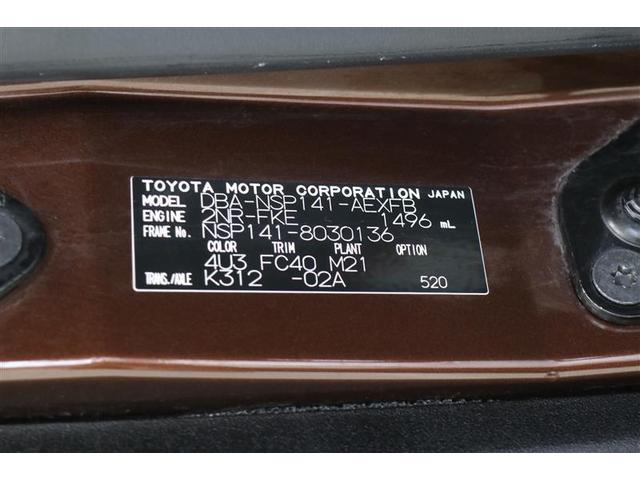 TOYOTA MOTOR CORPORATION JAPAN
MODEL DBA-NSP141-AEXFB
ENGINE 2NR-FKE 1496 mL
FRAME No. NSP141-8030136
COLOR TRIM PLANT OPTION
4U3 FC40 M21
TRANS./AXLE K312 -02A 520